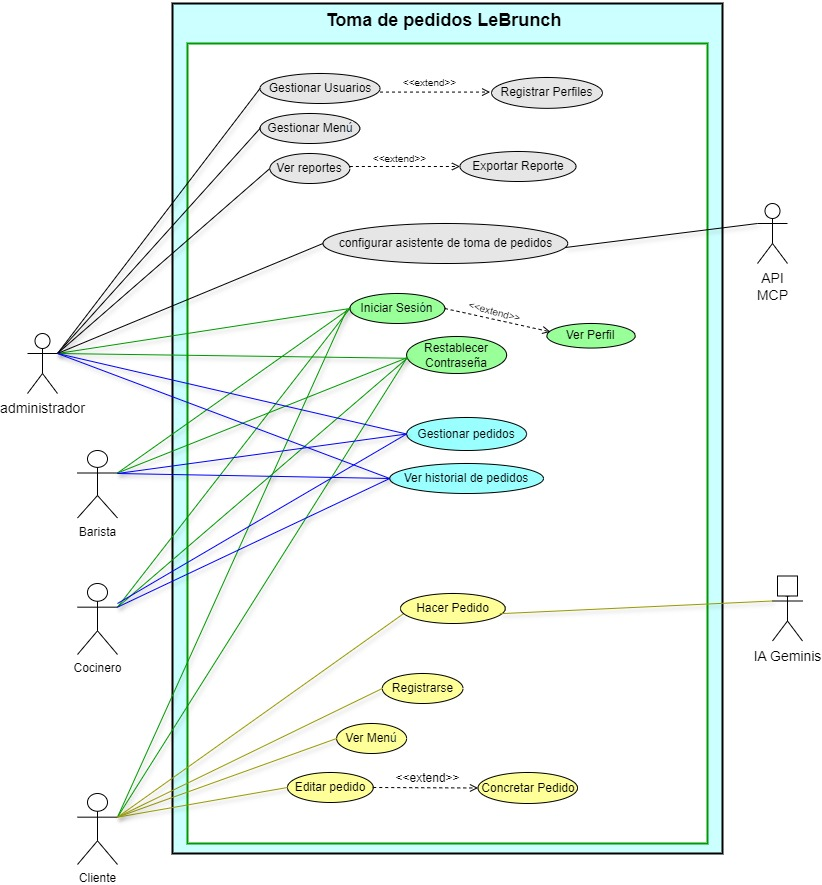 Toma de pedidos LeBrunch
Gestionar Usuarios
<<extend>>
Registrar Perfiles
Gestionar Menú
Ver reportes
<<extend>>
Exportar Reporte
configurar asistente de toma de pedidos
API
MCP
Iniciar Sesión
<<extend>>
Ver Perfil
Restablecer
Contraseña
administrador
Gestionar pedidos
Ver historial de pedidos
Barista
Hacer Pedido
IA Geminis
Cocinero
Registrarse
Ver Menú
Editar pedido
<<extend>>
Concretar Pedido
Cliente